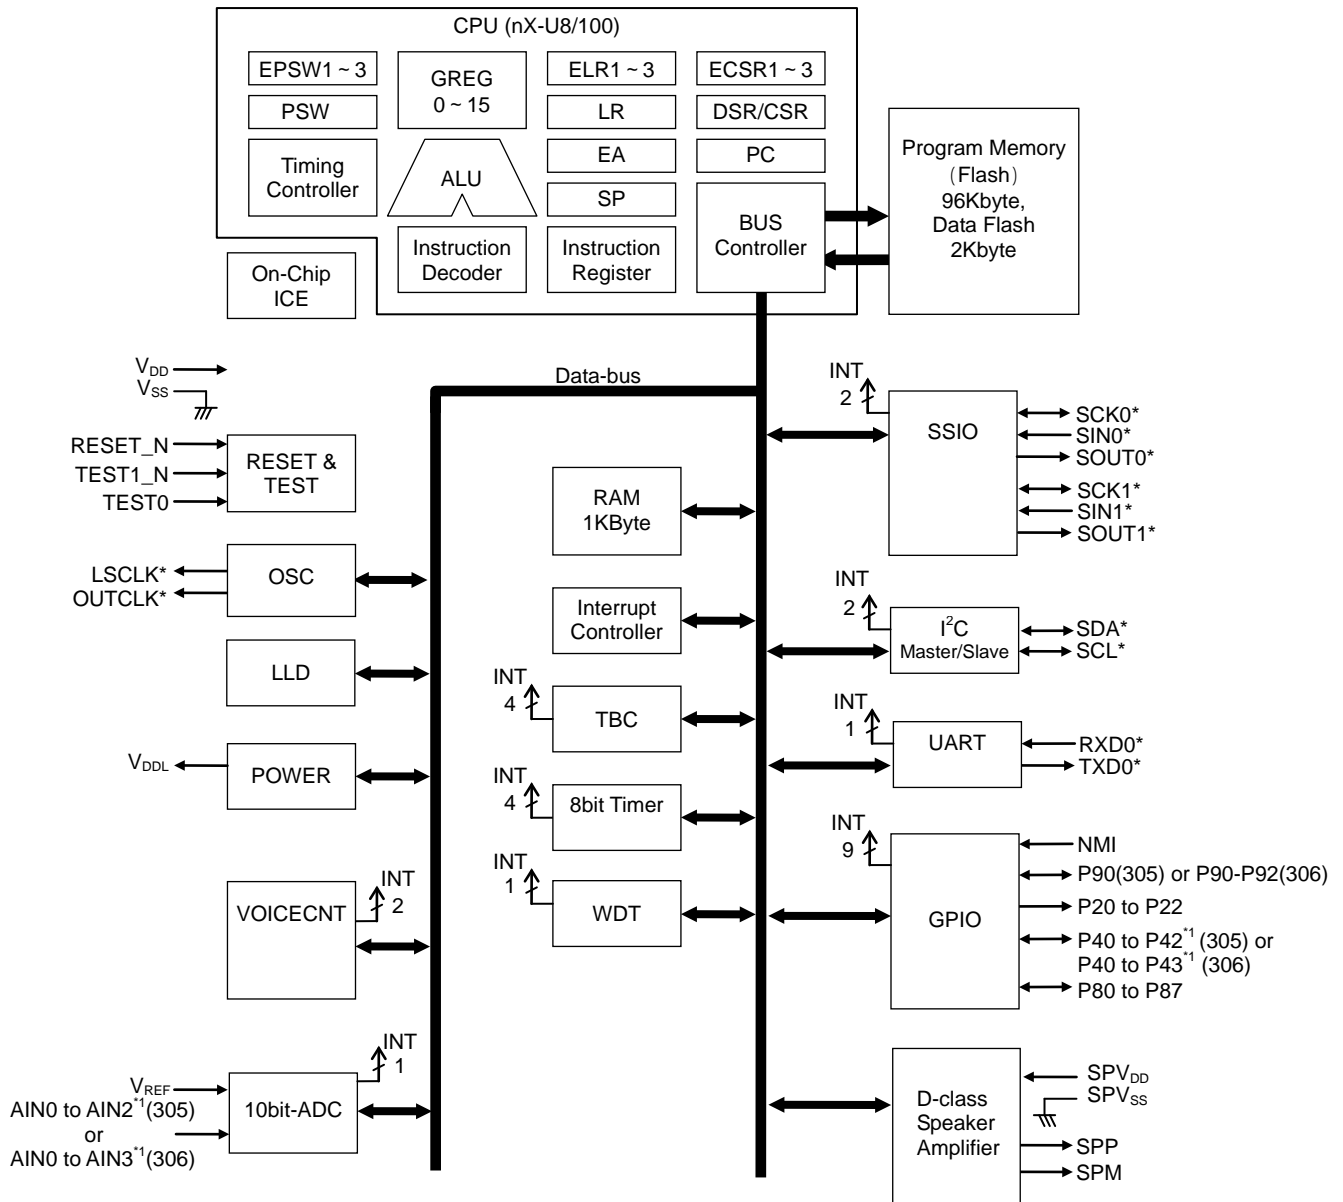 CPU (nX-U8/100)
EPSW1 ~ 3
GREG
0 ~ 15
ELR1 ~ 3
ECSR1 ~ 3
PSW
LR
DSR/CSR
Timing
Controller
ALU
EA
PC
SP
BUS
Controller
Instruction
Decoder
Instruction
Register
On-Chip
ICE
Program Memory
(Flash)
96Kbyte,
Data Flash
2Kbyte
VDD
VSS
Data-bus
RESET_N
TEST1_N
TEST0
RESET &
TEST
LSCLK*
OUTCLK*
OSC
LLD
VDDL
POWER
VOICECNT
INT
2
VREF
AIN0 to AIN2*1(305)
or
AIN0 to AIN3*1(306)
10bit-ADC
INT
1
RAM
1KByte
Interrupt
Controller
INT
4
TBC
INT
4
8bit Timer
INT
1
WDT
INT
2
SSIO
SCK0*
SIN0*
SOUT0*
SCK1*
SIN1*
SOUT1*
INT
2
I2C
Master/Slave
SDA*
SCL*
INT
1
UART
RXD0*
TXD0*
INT
9
GPIO
NMI
P90(305) or P90-P92(306)
P20 to P22
P40 to P42*1 (305) or
P40 to P43*1 (306)
P80 to P87
D-class
Speaker
Amplifier
SPVDD
SPVSS
SPP
SPM